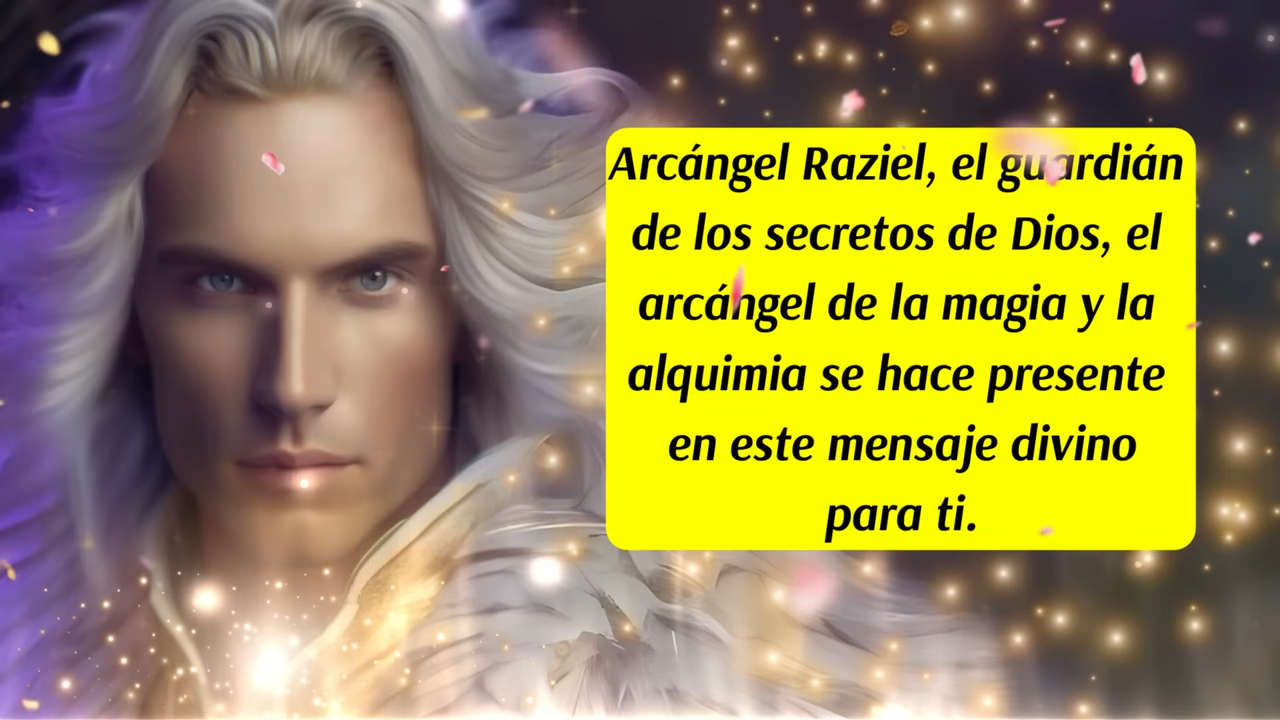 Arcángel Raziel, el guardián
de los secretos de Dios, el
arcángel de la magia y la
alquimia se hace presente
en este mensaje divino
para ti.